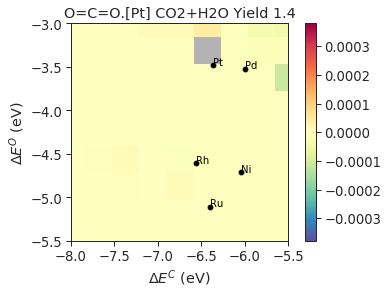 O=C=O.[Pt] CO2+H2O Yield 1.4
−3.0
−3.5
−4.0
−4.5
−5.0
−5.5
ΔE^O (eV)
Pt
Pd
Rh
Ni
Ru
−8.0 −7.5 −7.0 −6.5 −6.0 −5.5
ΔE^C (eV)
0.0003
0.0002
0.0001
0.0000
−0.0001
−0.0002
−0.0003